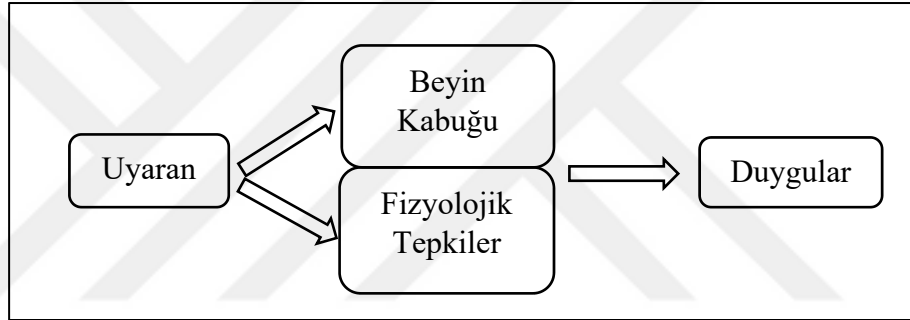 Uyaran
Beyin
Kabuğu
Fizyolojik
Tepkiler
Duygular